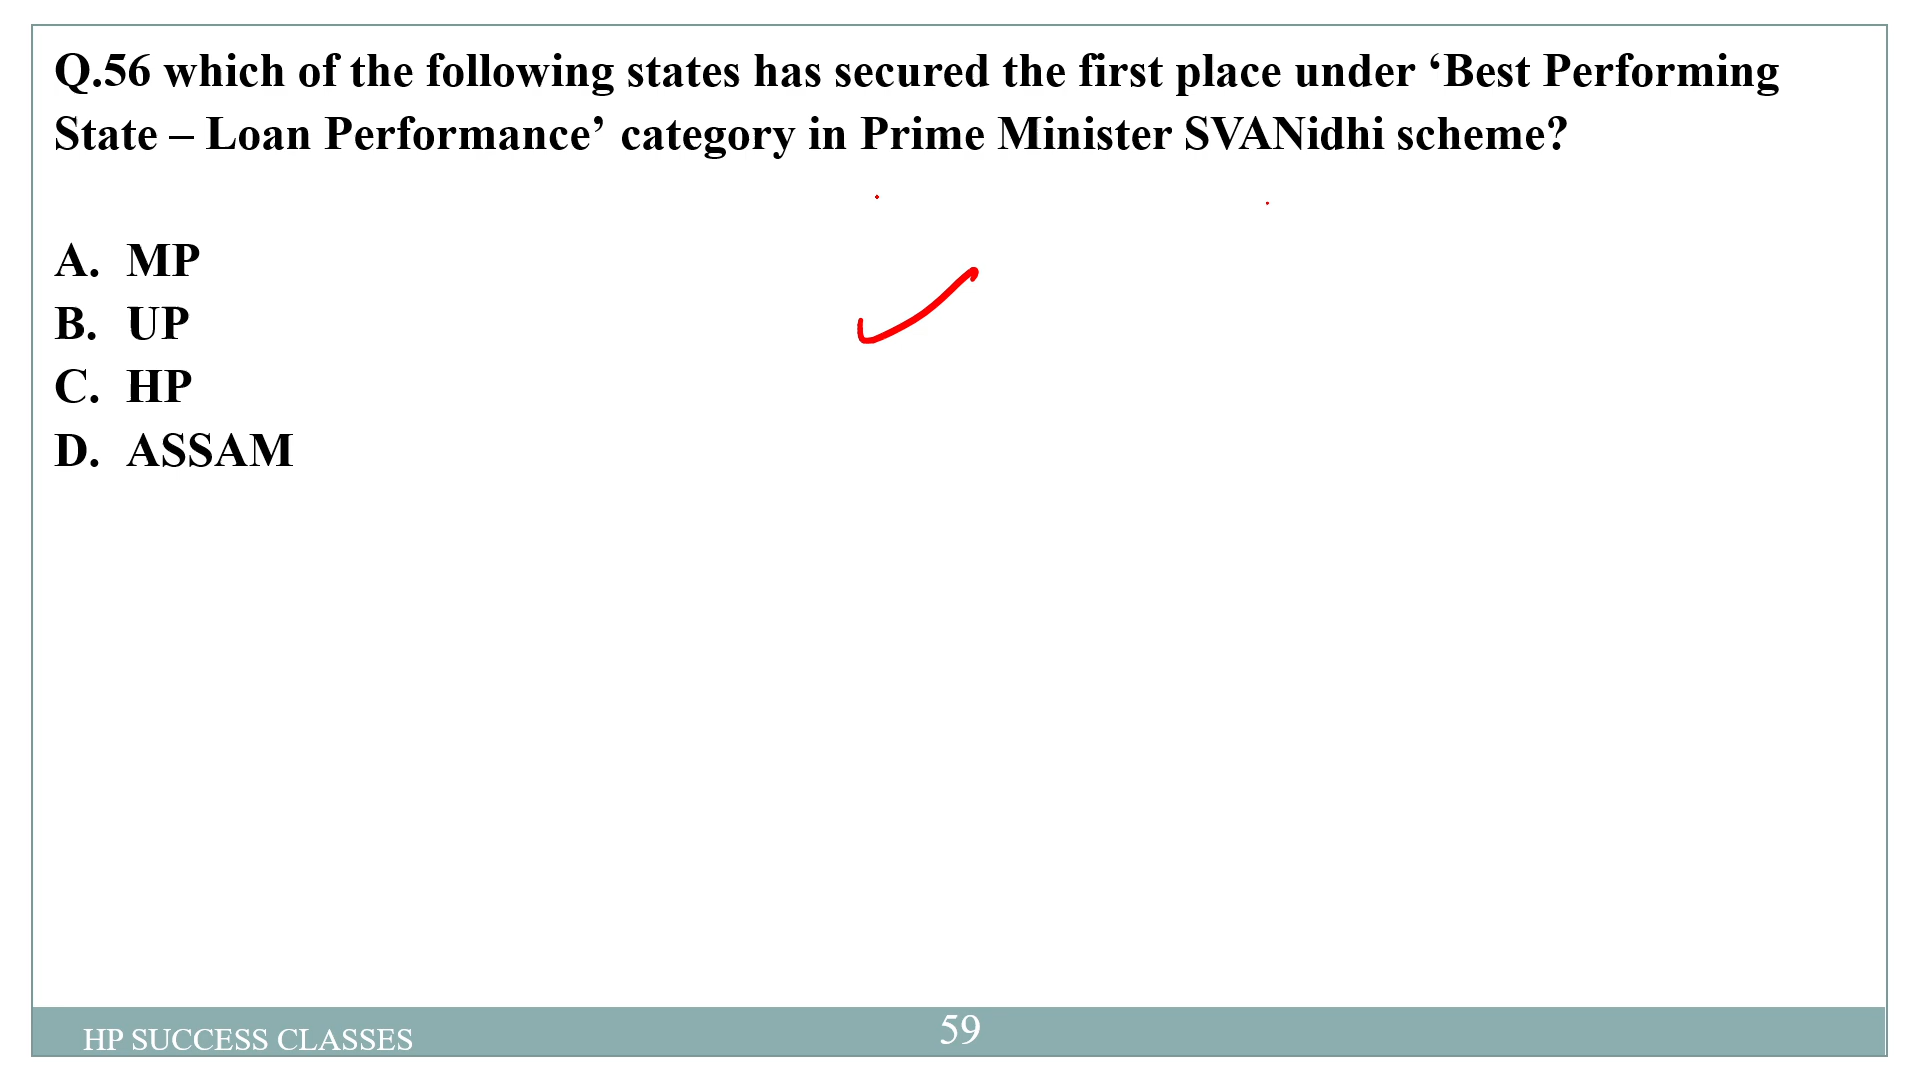 Q.56 which of the following states has secured the first place under ‘Best Performing
State – Loan Performance’ category in Prime Minister SVANidhi scheme?
A. MP
B. UP
C. HP
D. ASSAM
HP SUCCESS CLASSES
59